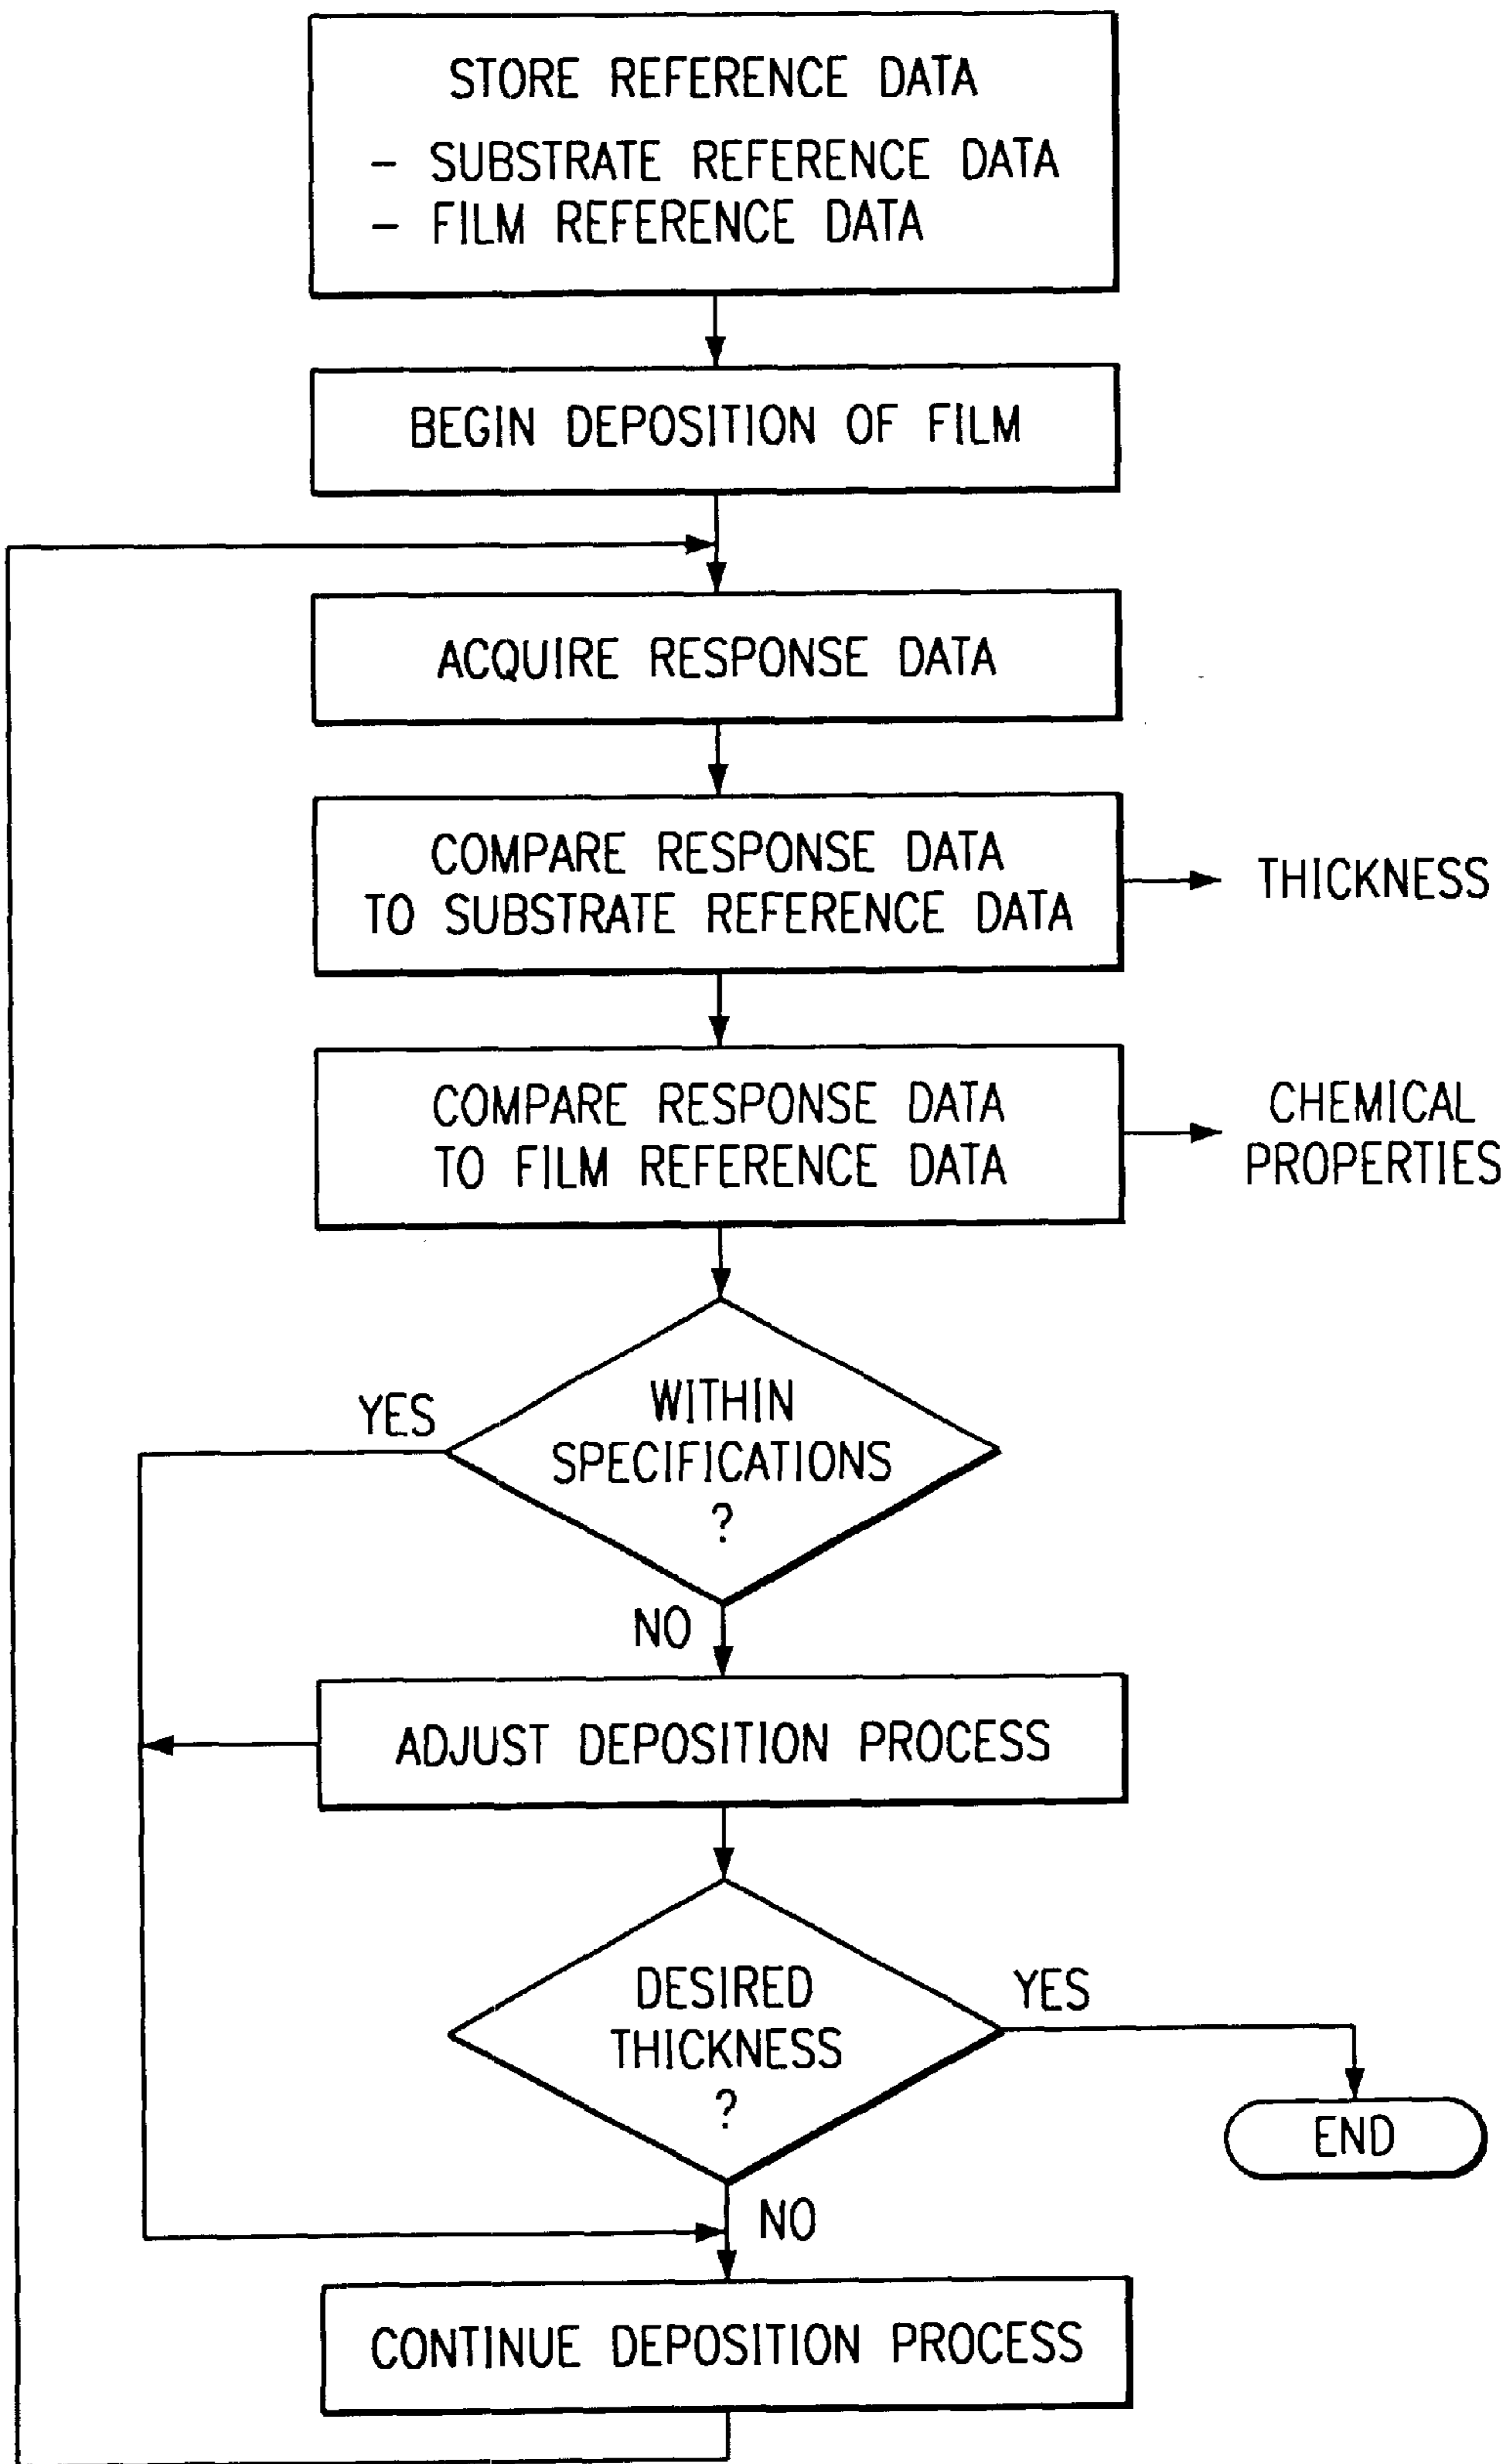 STORE REFERENCE DATA
- SUBSTRATE REFERENCE DATA
- FILM REFERENCE DATA
BEGIN DEPOSITION OF FILM
ACQUIRE RESPONSE DATA
COMPARE RESPONSE DATA
TO SUBSTRATE REFERENCE DATA
THICKNESS
COMPARE RESPONSE DATA
TO FILM REFERENCE DATA
CHEMICAL
PROPERTIES
WITHIN
SPECIFICATIONS
?
YES
NO
ADJUST DEPOSITION PROCESS
DESIRED
THICKNESS
?
YES
END
NO
CONTINUE DEPOSITION PROCESS